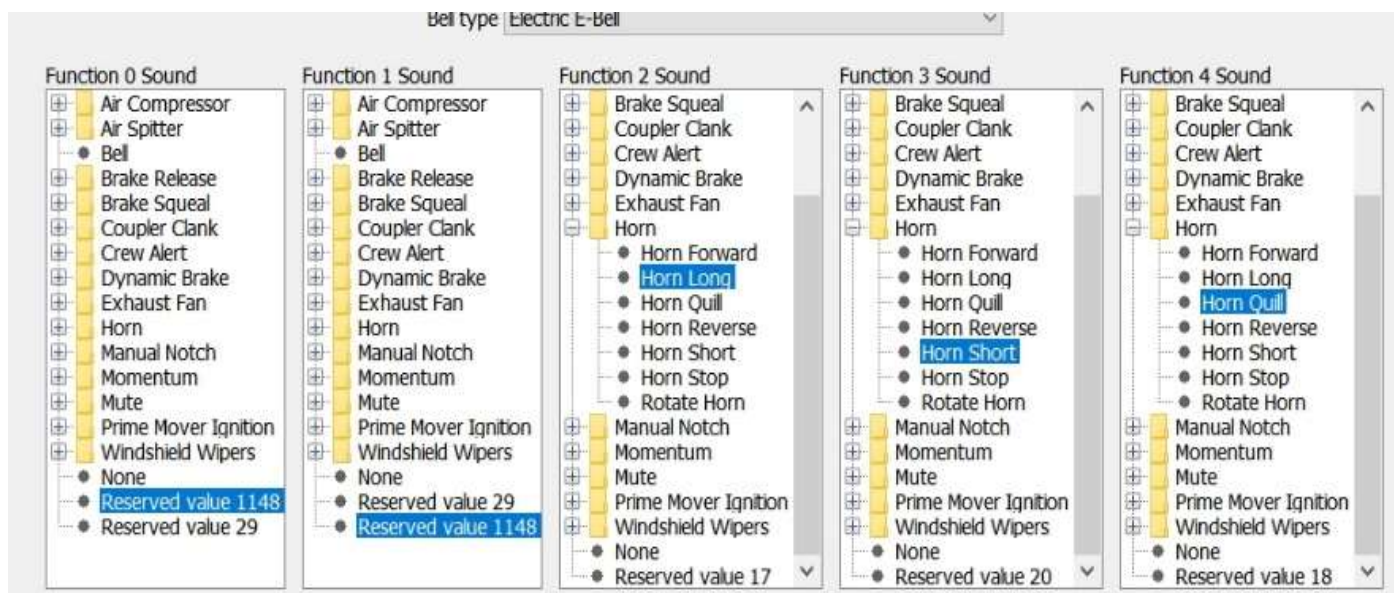 Bell type Electric E-Bell
Function 0 Sound
Air Compressor
Air Spitter
Bell
Brake Release
Brake Squeal
Coupler Clank
Crew Alert
Dynamic Brake
Exhaust Fan
Horn
Manual Notch
Momentum
Mute
Prime Mover Ignition
Windshield Wipers
None
Reserved value 1148
Reserved value 29
Function 1 Sound
Air Compressor
Air Spitter
Bell
Brake Release
Brake Squeal
Coupler Clank
Crew Alert
Dynamic Brake
Exhaust Fan
Horn
Manual Notch
Momentum
Mute
Prime Mover Ignition
Windshield Wipers
None
Reserved value 29
Reserved value 1148
Function 2 Sound
Brake Squeal
Coupler Clank
Crew Alert
Dynamic Brake
Exhaust Fan
Horn
Horn Forward
Horn Long
Horn Quill
Horn Reverse
Horn Short
Horn Stop
Rotate Horn
Manual Notch
Momentum
Mute
Prime Mover Ignition
Windshield Wipers
None
Reserved value 17
Function 3 Sound
Brake Squeal
Coupler Clank
Crew Alert
Dynamic Brake
Exhaust Fan
Horn
Horn Forward
Horn Long
Horn Quill
Horn Reverse
Horn Short
Horn Stop
Rotate Horn
Manual Notch
Momentum
Mute
Prime Mover Ignition
Windshield Wipers
None
Reserved value 20
Function 4 Sound
Brake Squeal
Coupler Clank
Crew Alert
Dynamic Brake
Exhaust Fan
Horn
Horn Forward
Horn Long
Horn Quill
Horn Reverse
Horn Short
Horn Stop
Rotate Horn
Manual Notch
Momentum
Mute
Prime Mover Ignition
Windshield Wipers
None
Reserved value 18